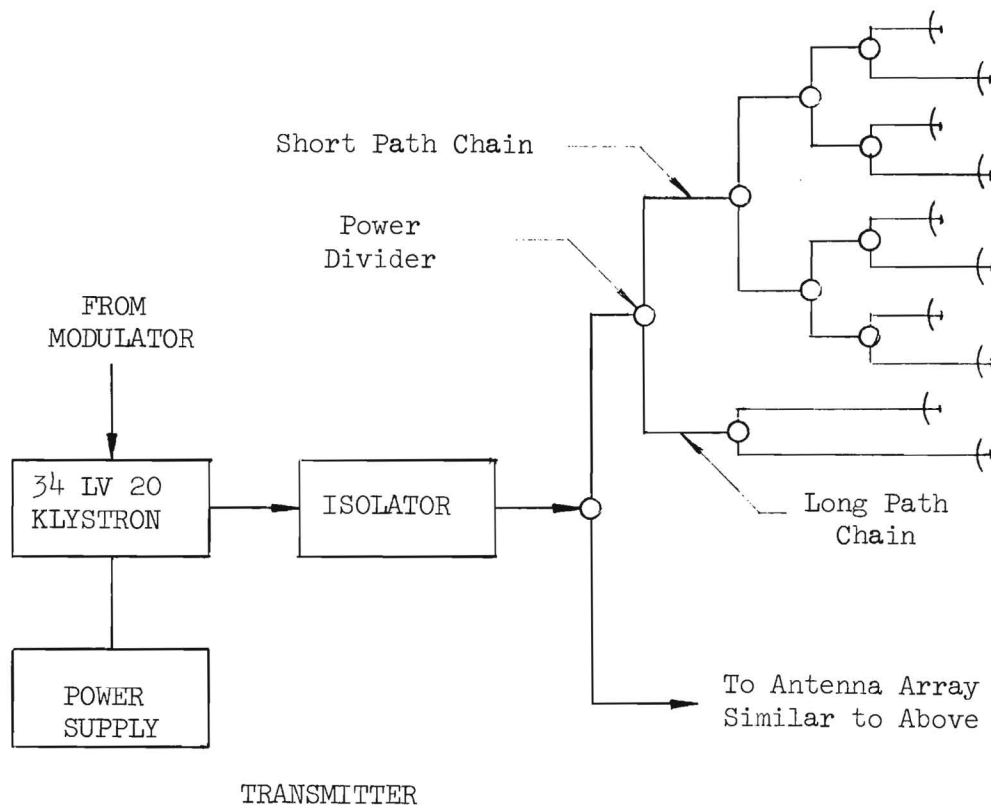 Short Path Chain
Power
Divider
FROM
MODULATOR
34 LV 20
KLYSTRON
ISOLATOR
Long Path
Chain
POWER
SUPPLY
To Antenna Array
Similar to Above
TRANSMITTER